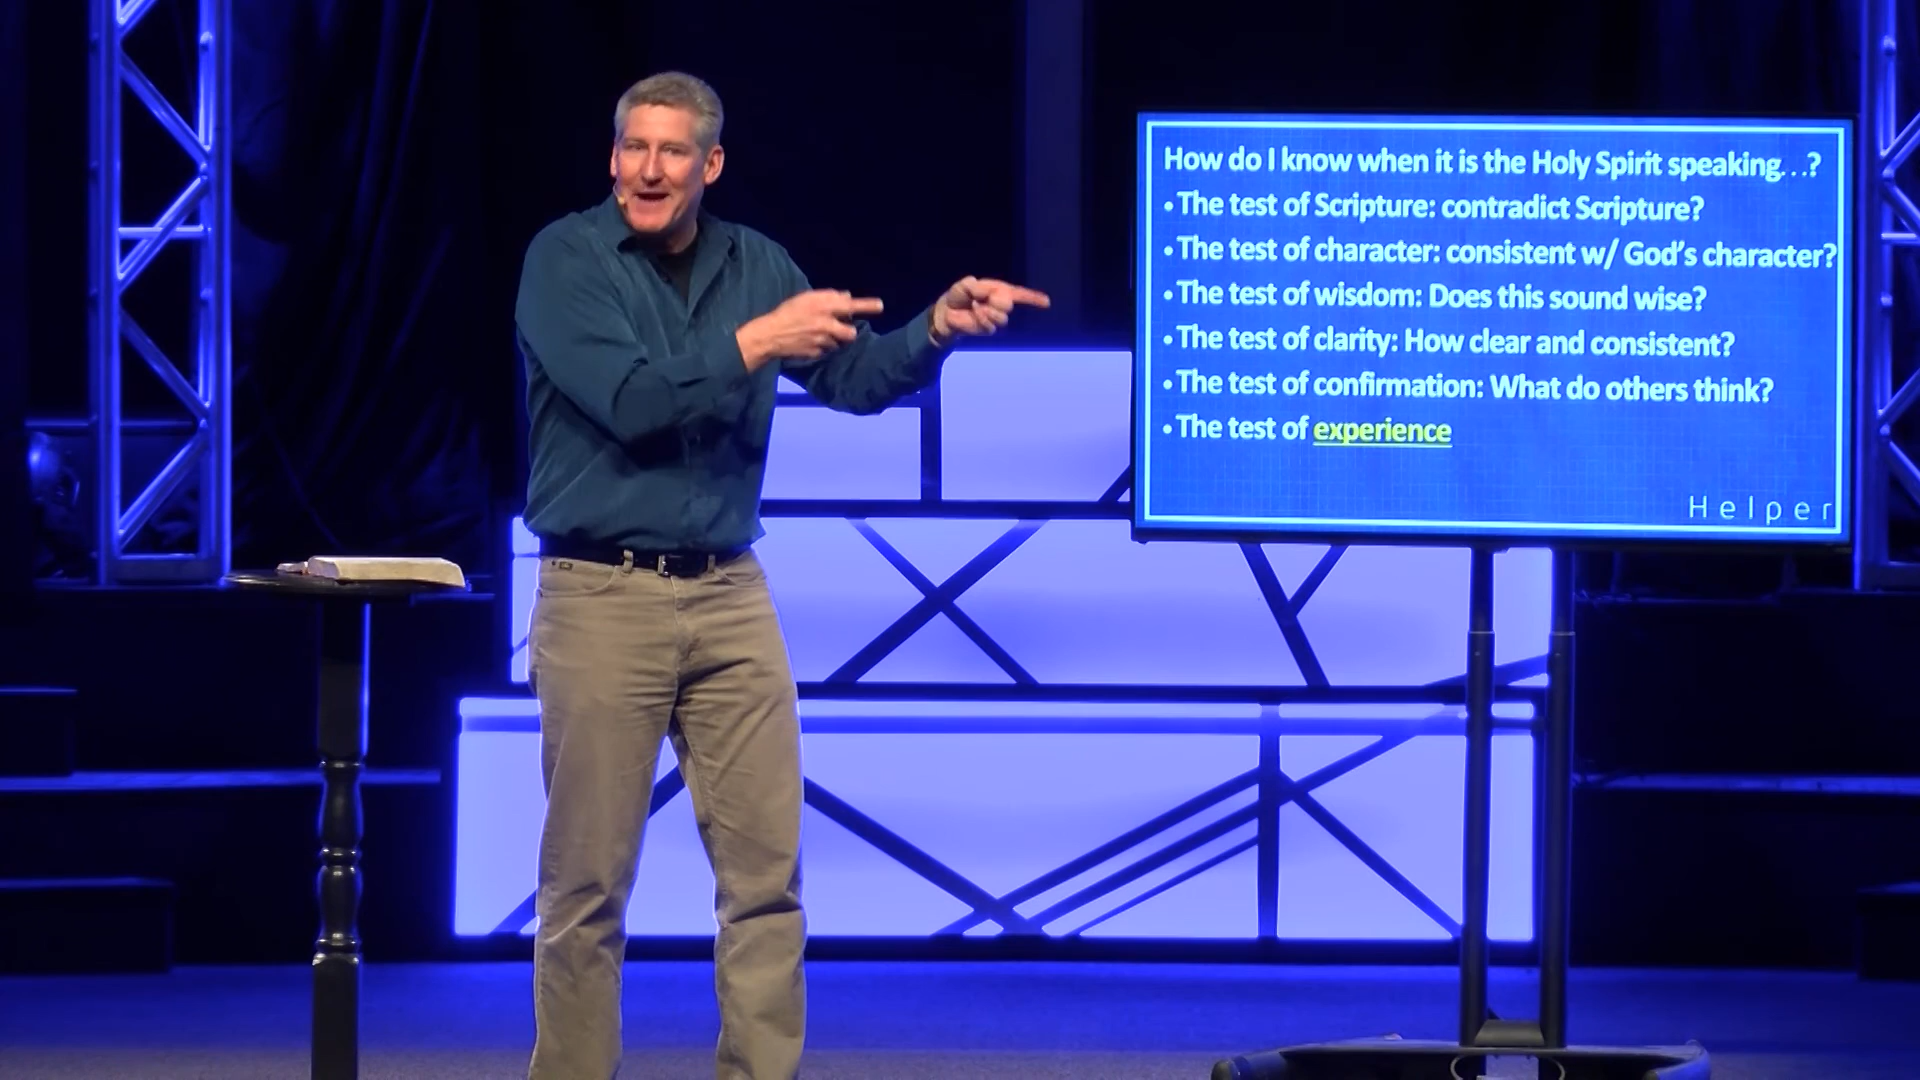 How do I know when it is the Holy Spirit speaking…?
• The test of Scripture: contradict Scripture?
• The test of character: consistent w/ God's character?
• The test of wisdom: Does this sound wise?
• The test of clarity: How clear and consistent?
• The test of confirmation: What do others think?
• The test of experience
Helper